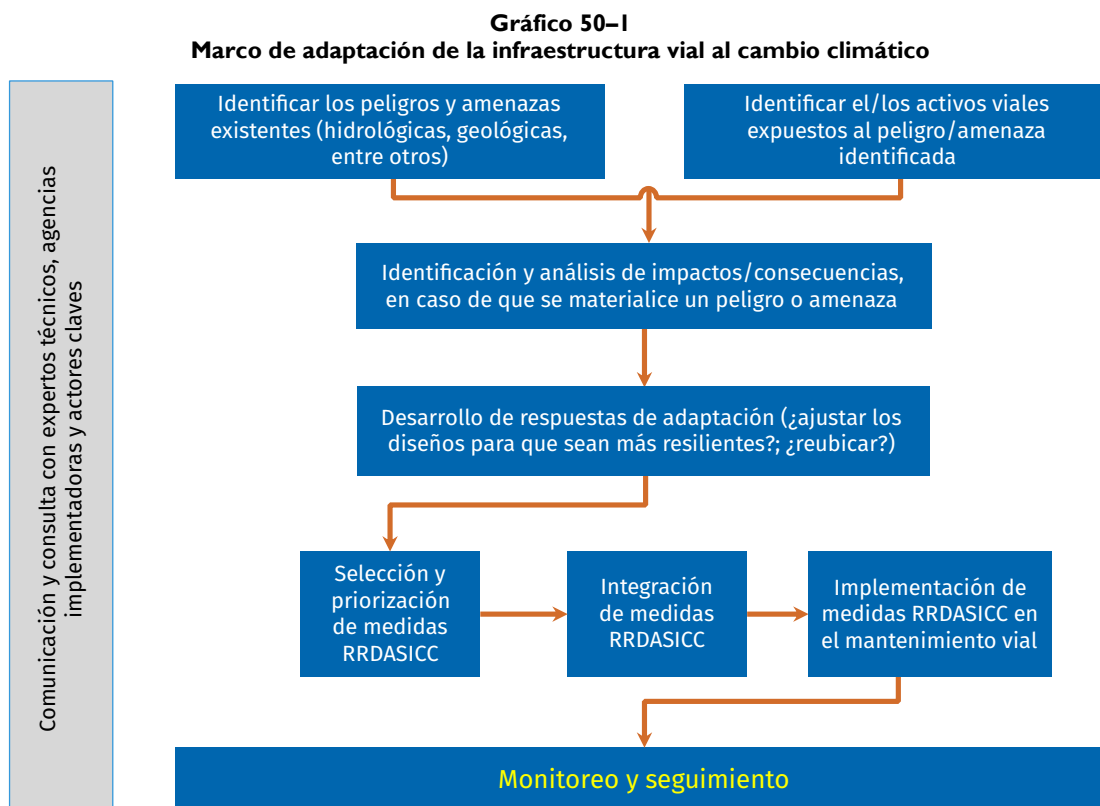 Gráfico 50–1
Marco de adaptación de la infraestructura vial al cambio climático
Comunicación y consulta con expertos técnicos, agencias
implementadoras y actores claves
Identificar los peligros y amenazas
existentes (hidrológicas, geológicas,
entre otros)
Identificar el/los activos viales
expuestos al peligro/amenaza
identificada
Identificación y análisis de impactos/consecuencias,
en caso de que se materialice un peligro o amenaza
Desarrollo de respuestas de adaptación (¿ajustar los
diseños para que sean más resilientes?; ¿reubicar?)
Selección y
priorización
de medidas
RRDASICC
Integración
de medidas
RRDASICC
Implementación de
medidas RRDASICC en
el mantenimiento vial
Monitoreo y seguimiento